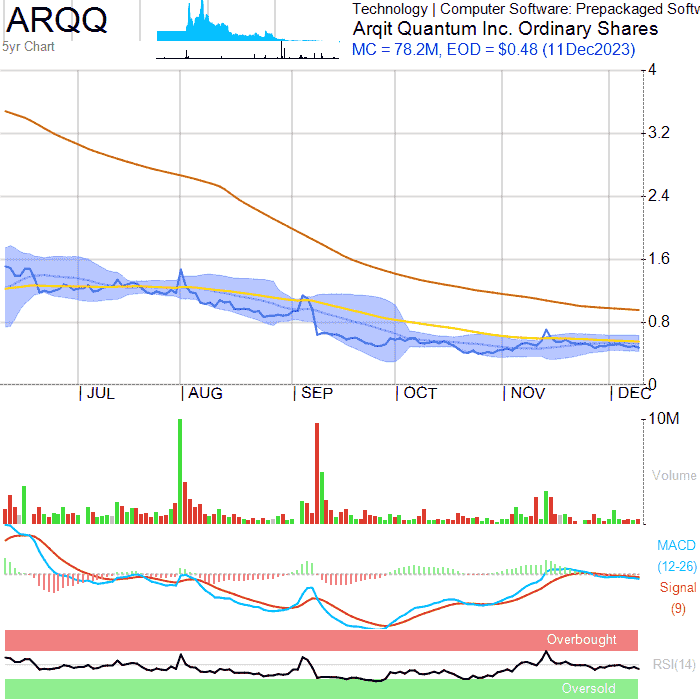 ARQQ
5yr Chart
Technology | Computer Software: Prepackaged Softw
Arqit Quantum Inc. Ordinary Shares
MC = 78.2M, EOD = $0.48 (11Dec2023)
4
3.2
2.4
1.6
0.8
0
| JUL | AUG | SEP | OCT | NOV | DEC
10M
Volume
MACD
(12-26)
Signal
(9)
Overbought
RSI(14)
Oversold